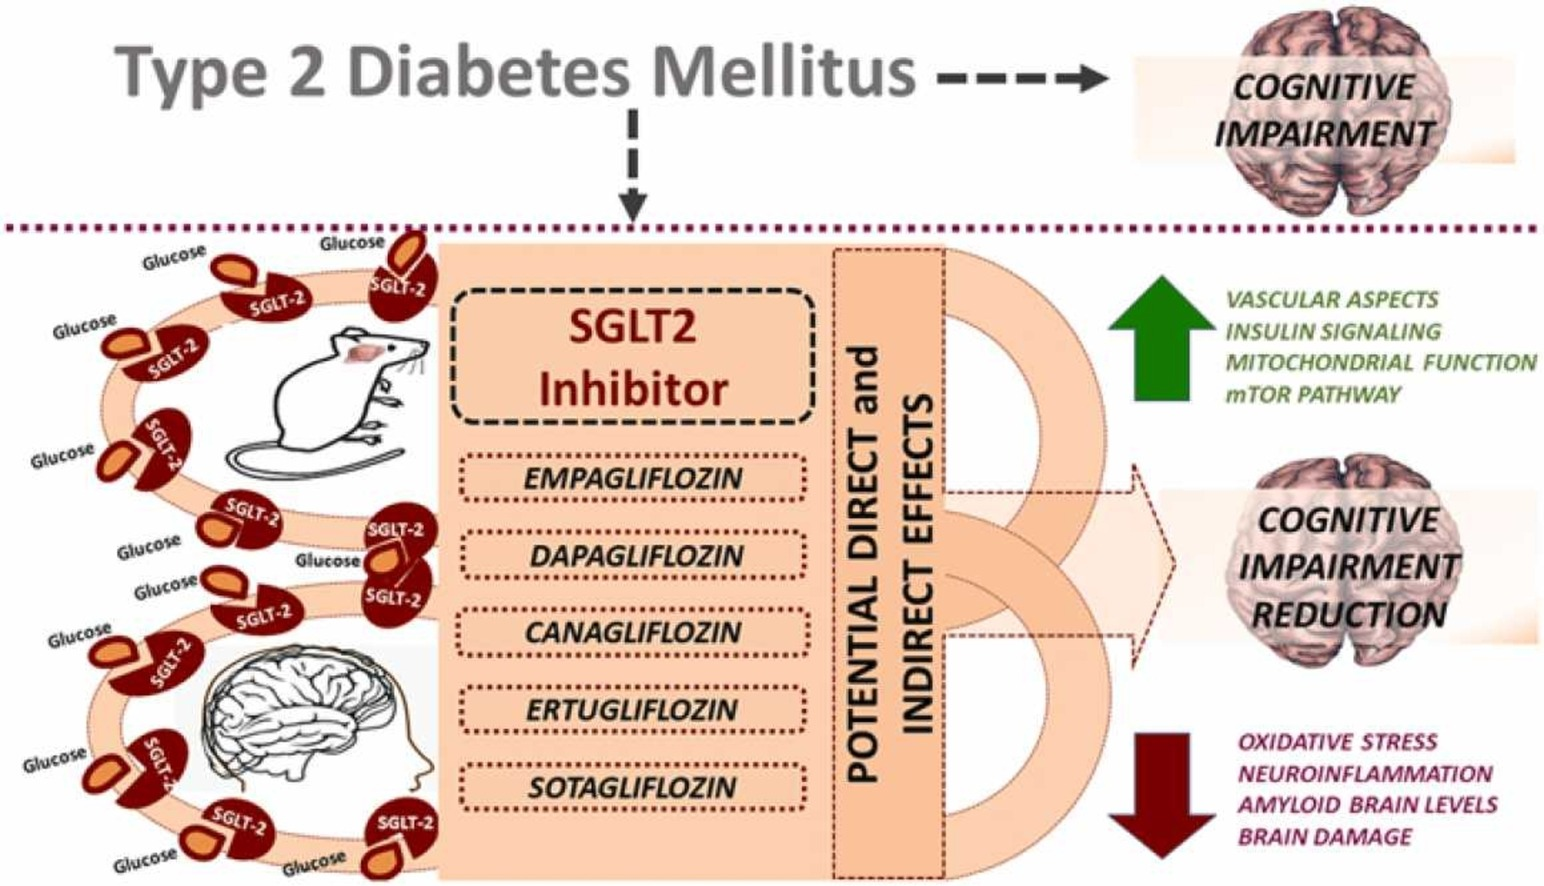 Type 2 Diabetes Mellitus
COGNITIVE
IMPAIRMENT
Glucose
SGLT-2
Glucose
SGLT-2
Glucose
SGLT-2
Glucose
SGLT-2
Glucose
SGLT-2
Glucose
SGLT-2
Glucose
SGLT-2
SGLT-2
Glucose
SGLT-2
Glucose
SGLT-2
Glucose
SGLT-2
Glucose
SGLT-2
SGLT2
Inhibitor
EMPAGLIFLOZIN
DAPAGLIFLOZIN
CANAGLIFLOZIN
ERTUGLIFLOZIN
SOTAGLIFLOZIN
POTENTIAL DIRECT and
INDIRECT EFFECTS
VASCULAR ASPECTS
INSULIN SIGNALING
MITOCHONDRIAL FUNCTION
mTOR PATHWAY
COGNITIVE
IMPAIRMENT
REDUCTION
OXIDATIVE STRESS
NEUROINFLAMMATION
AMYLOID BRAIN LEVELS
BRAIN DAMAGE